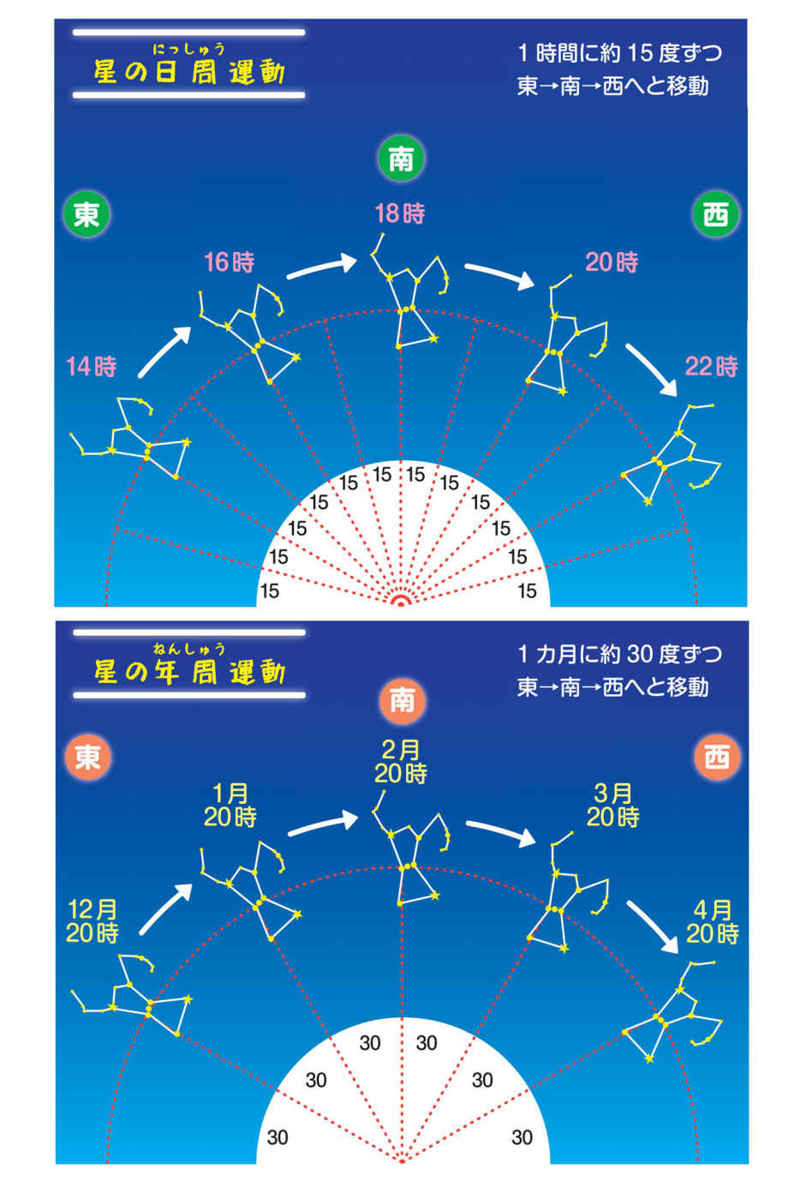 にっしゅう
星の日周運動
1時間に約15度ずつ
東→南→西へと移動
南
東
西
18時
16時
20時
14時
22時
15
15
15
15
15
15
15
15
15
15
15
15
ねんしゅう
星の年周運動
1カ月に約30度ずつ
東→南→西へと移動
南
東
西
2月
20時
1月
20時
3月
20時
12月
20時
4月
20時
30
30
30
30
30
30